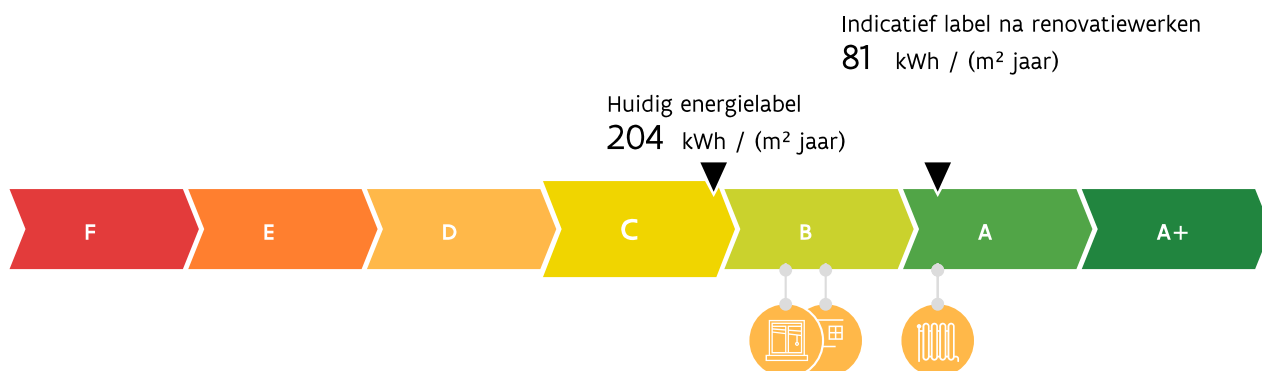 Indicatief label na renovatiewerken
81 kWh / (m² jaar)
Huidig energielabel
204 kWh / (m² jaar)
F E D C B A A+